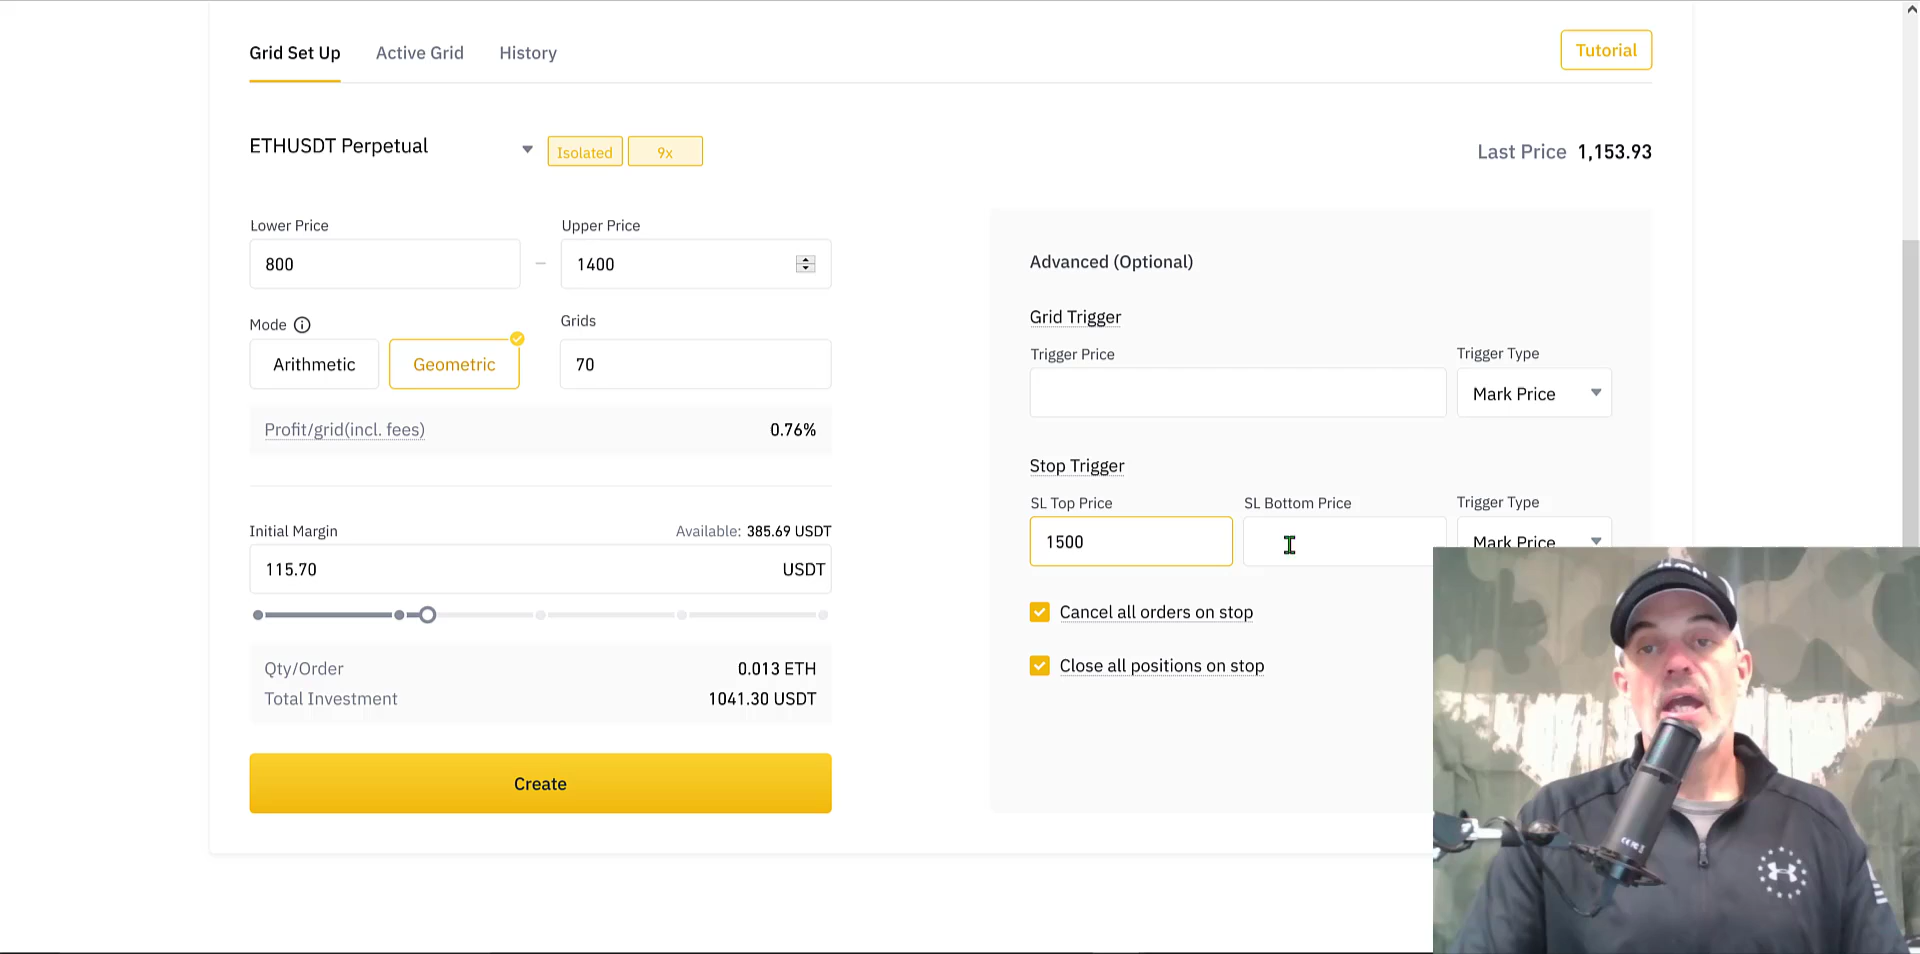 Grid Set Up Active Grid History Tutorial
ETHUSDT Perpetual Isolated 9x Last Price 1,153.93
Lower Price Upper Price
800 – 1400
Mode Grids
Arithmetic Geometric 70
Profit/grid(incl. fees) 0.76%
Initial Margin Available: 385.69 USDT
115.70 USDT
Qty/Order 0.013 ETH
Total Investment 1041.30 USDT
Create
Advanced (Optional)
Grid Trigger
Trigger Price Trigger Type
Mark Price
Stop Trigger
SL Top Price SL Bottom Price Trigger Type
1500 Mark Price
Cancel all orders on stop
Close all positions on stop